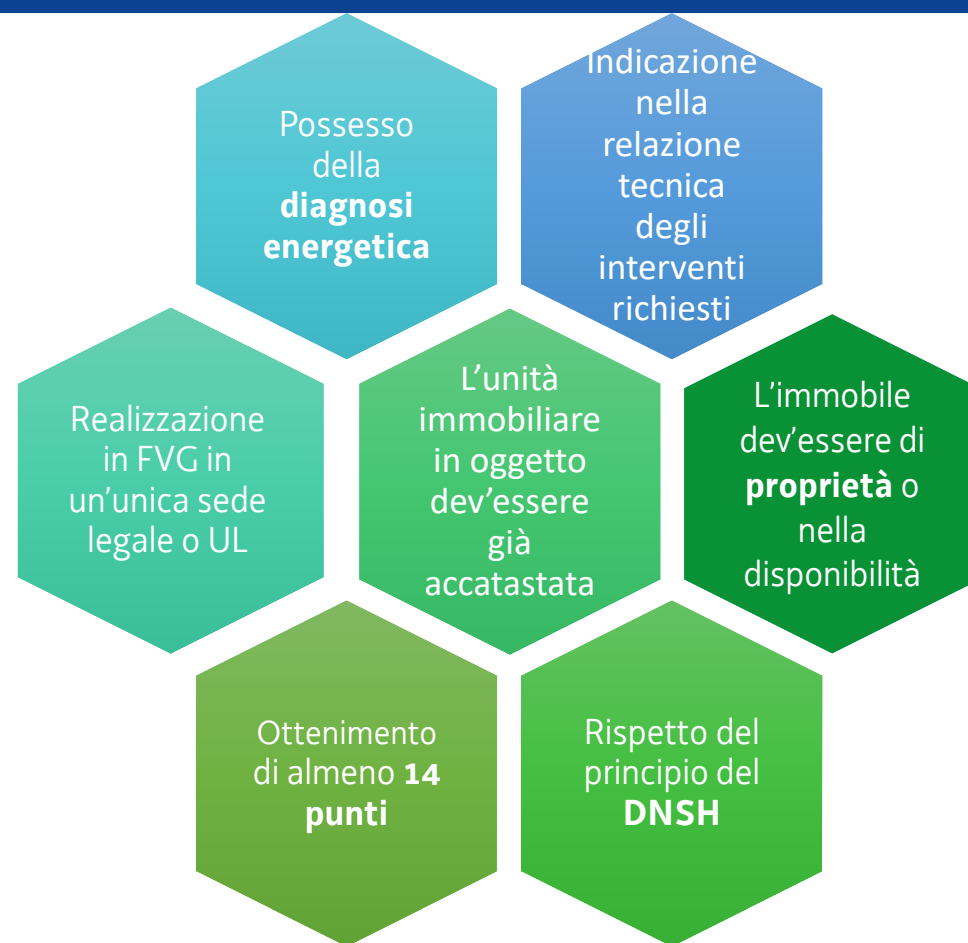 Possesso
della
diagnosi
energetica
Indicazione
nella
relazione
tecnica
degli
interventi
richiesti
Realizzazione
in FVG in
un'unica sede
legale o UL
L'unità
immobiliare
in oggetto
dev'essere
già
accatastata
L'immobile
dev'essere di
proprietà o
nella
disponibilità
Ottenimento
di almeno 14
punti
Rispetto del
principio del
DNSH